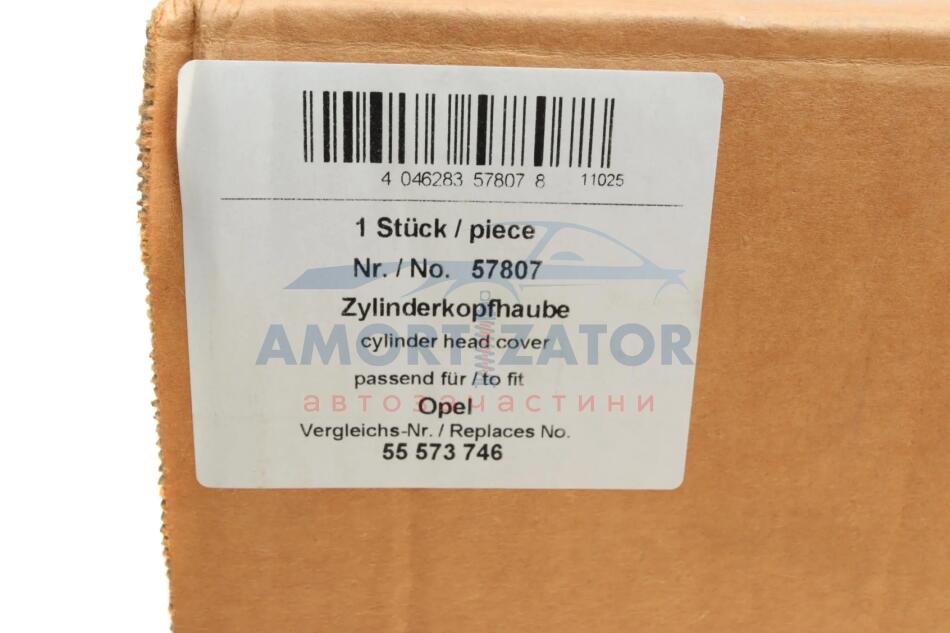 4 046283 57807 8 11025
1 Stück / piece
Nr. / No. 57807
Zylinderkopfhaube
AMORTIZATOR
cylinder head cover
passend für / to fit
автозапчастини
Opel
Vergleichs-Nr. / Replaces No.
55 573 746